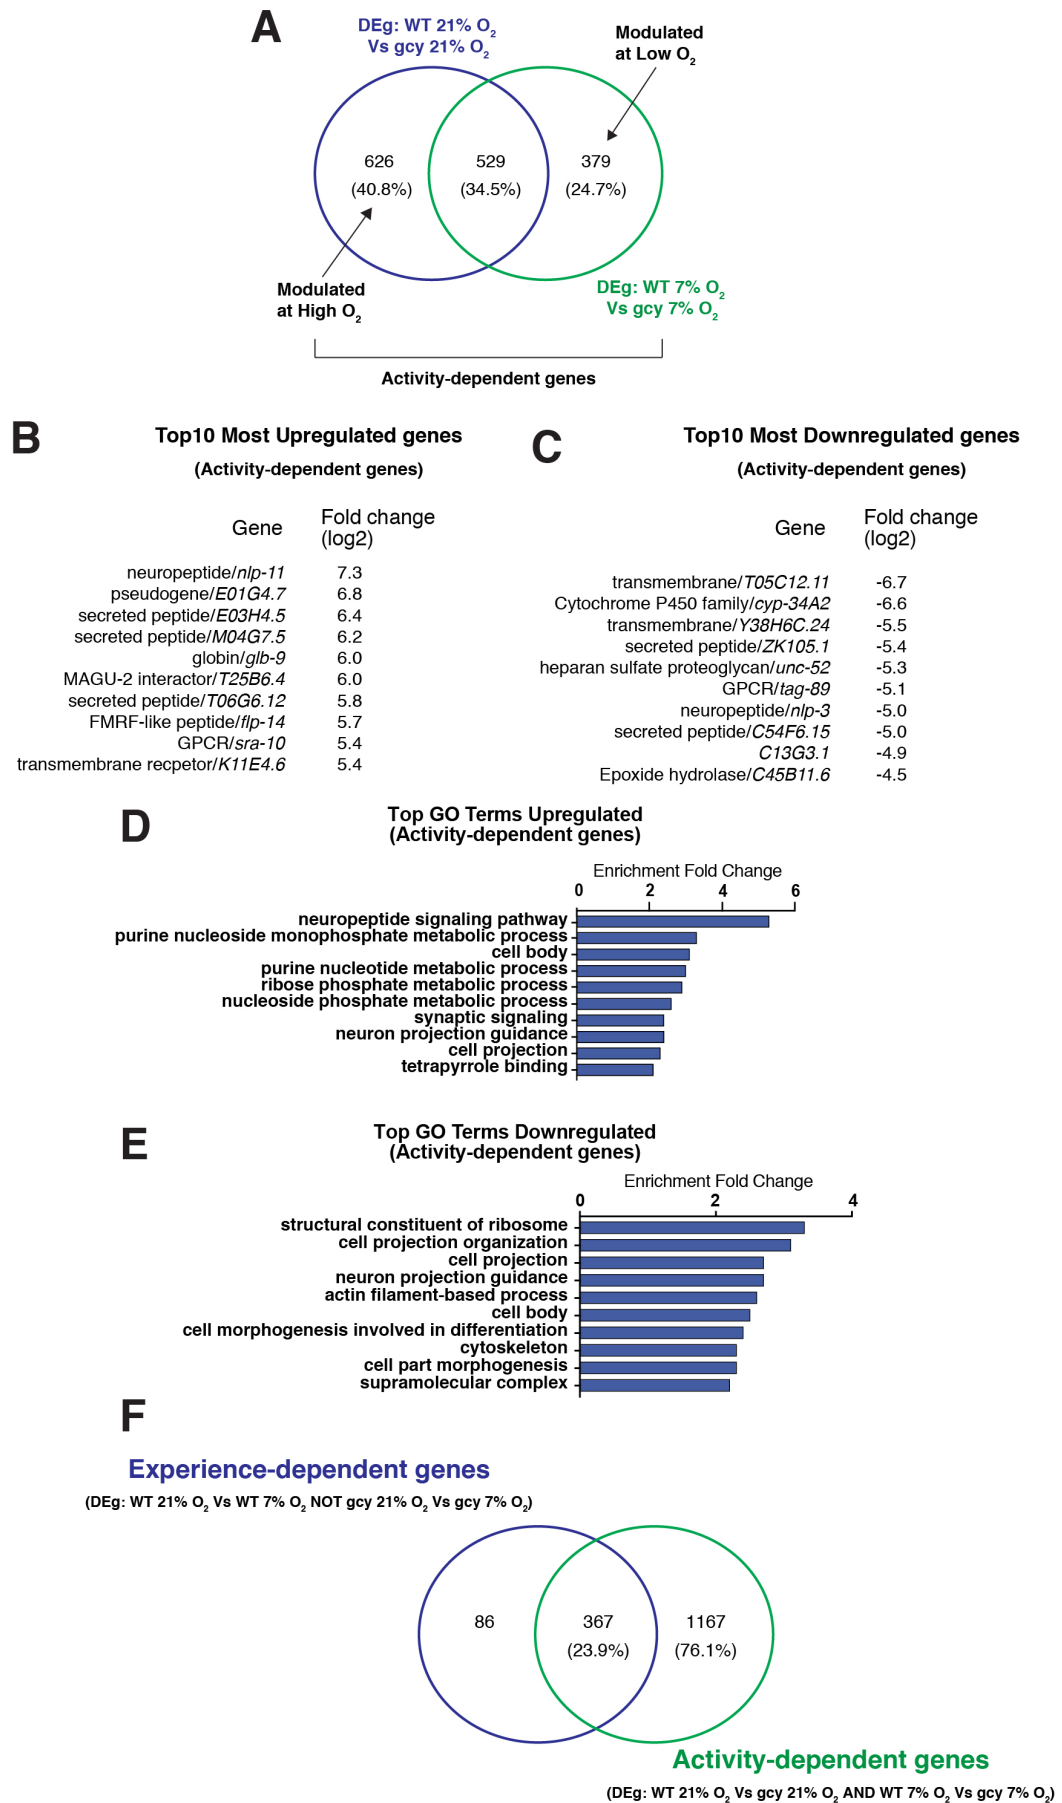 A
DEg: WT 21% O2
Vs gcy 21% O2
Modulated
at Low O2
626
(40.8%)
529
(34.5%)
379
(24.7%)
Modulated
at High O2
DEg: WT 7% O2
Vs gcy 7% O2
Activity-dependent genes
B
Top10 Most Upregulated genes
(Activity-dependent genes)
Gene
Fold change
(log2)
neuropeptide/nlp-11 7.3
pseudogene/E01G4.7 6.8
secreted peptide/E03H4.5 6.4
secreted peptide/M04G7.5 6.2
globin/glb-9 6.0
MAGU-2 interactor/T25B6.4 6.0
secreted peptide/T06G6.12 5.8
FMRF-like peptide/flp-14 5.7
GPCR/sra-10 5.4
transmembrane recpetor/K11E4.6 5.4
C
Top10 Most Downregulated genes
(Activity-dependent genes)
Gene
Fold change
(log2)
transmembrane/T05C12.11 -6.7
Cytochrome P450 family/cyp-34A2 -6.6
transmembrane/Y38H6C.24 -5.5
secreted peptide/ZK105.1 -5.4
heparan sulfate proteoglycan/unc-52 -5.3
GPCR/tag-89 -5.1
neuropeptide/nlp-3 -5.0
secreted peptide/C54F6.15 -5.0
C13G3.1 -4.9
Epoxide hydrolase/C45B11.6 -4.5
D
Top GO Terms Upregulated
(Activity-dependent genes)
Enrichment Fold Change
0 2 4 6
neuropeptide signaling pathway
purine nucleoside monophosphate metabolic process
cell body
purine nucleotide metabolic process
ribose phosphate metabolic process
nucleoside phosphate metabolic process
synaptic signaling
neuron projection guidance
cell projection
tetrapyrrole binding
E
Top GO Terms Downregulated
(Activity-dependent genes)
Enrichment Fold Change
0 2 4
structural constituent of ribosome
cell projection organization
cell projection
neuron projection guidance
actin filament-based process
cell body
cell morphogenesis involved in differentiation
cytoskeleton
cell part morphogenesis
supramolecular complex
F
Experience-dependent genes
(DEg: WT 21% O2 Vs WT 7% O2 NOT gcy 21% O2 Vs gcy 7% O2)
86
367
(23.9%)
1167
(76.1%)
Activity-dependent genes
(DEg: WT 21% O2 Vs gcy 21% O2 AND WT 7% O2 Vs gcy 7% O2)